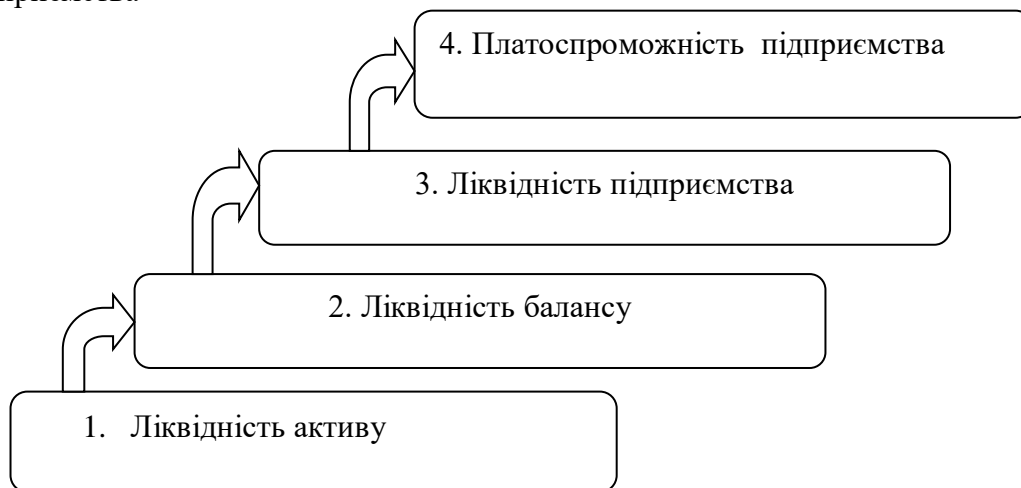 4. Платоспроможність підприємства
3. Ліквідність підприємства
2. Ліквідність балансу
1. Ліквідність активу